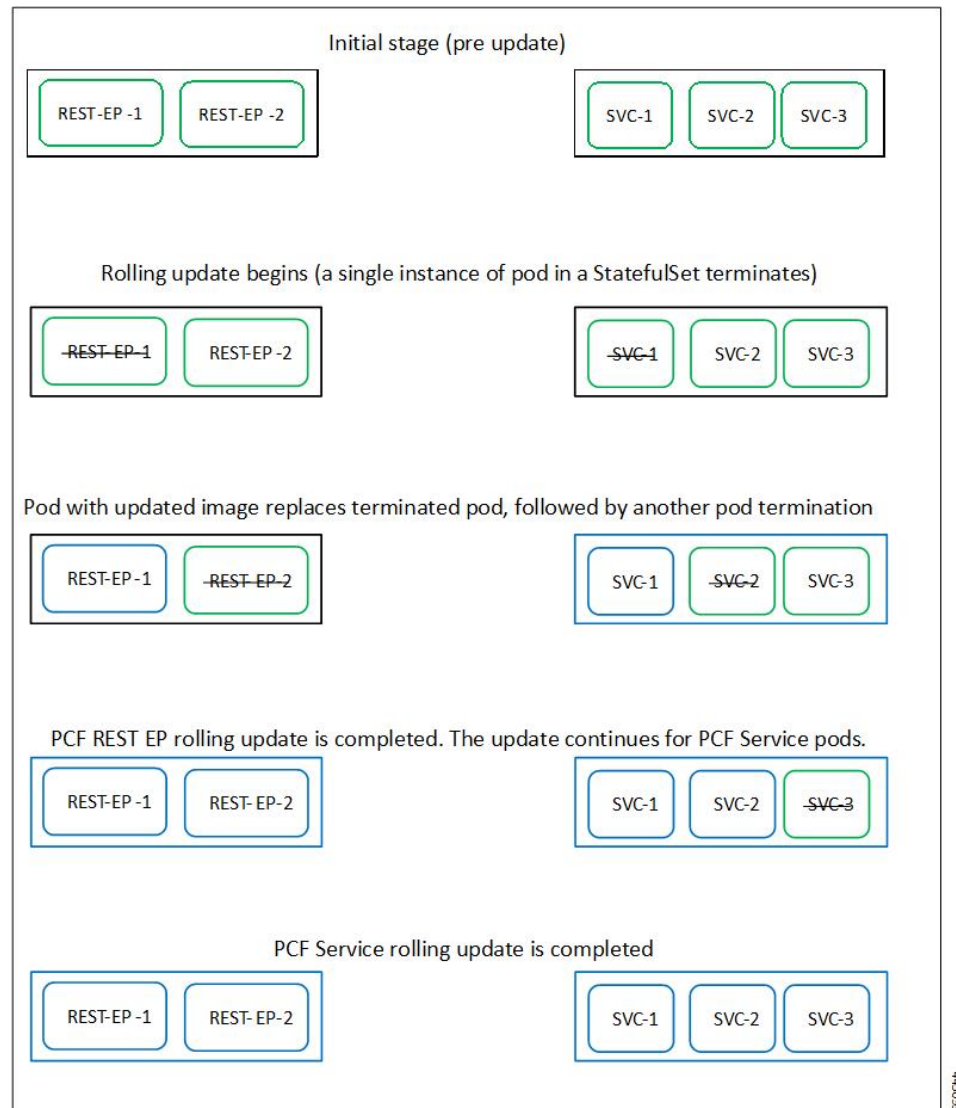 Initial stage (pre update)
REST-EP -1 REST-EP -2 SVC-1 SVC-2 SVC-3
Rolling update begins (a single instance of pod in a StatefulSet terminates)
REST- EP-1 REST-EP -2 SVC-1 SVC-2 SVC-3
Pod with updated image replaces terminated pod, followed by another pod termination
REST-EP -1 REST EP-2 SVC-1 SVC-2 SVC-3
PCF REST EP rolling update is completed. The update continues for PCF Service pods.
REST-EP -1 REST- EP-2 SVC-1 SVC-2 SVC-3
PCF Service rolling update is completed
REST-EP -1 REST- EP-2 SVC-1 SVC-2 SVC-3